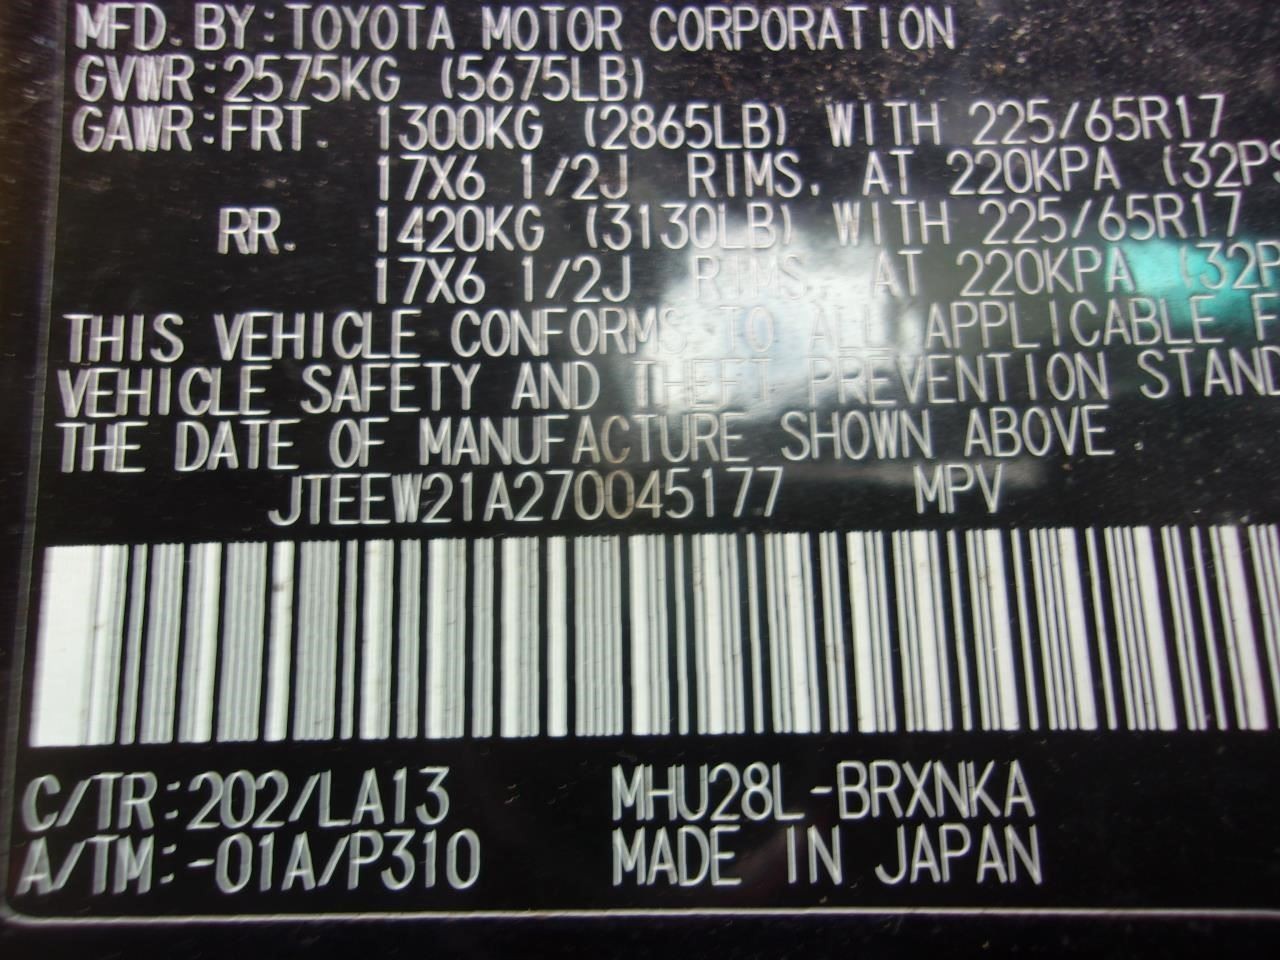 MFD. BY: TOYOTA MOTOR CORPORATION
GVWR: 2575KG (5675LB)
GAWR: FRT. 1300KG (2865LB) WITH 225/65R17
17X6 1/2J RIMS. AT 220KPA (32PS
RR. 1420KG (3130LB) WITH 225/65R17
17X6 1/2J RIMS. AT 220KPA (32P
THIS VEHICLE CONFORMS TO ALL APPLICABLE F
VEHICLE SAFETY AND THEFT PREVENTION STAND
THE DATE OF MANUFACTURE SHOWN ABOVE.
JTEEW21A270045177 MPV
C/TR: 202/LA13 MHU28L-BRXNKA
A/TM: -01A/P310 MADE IN JAPAN